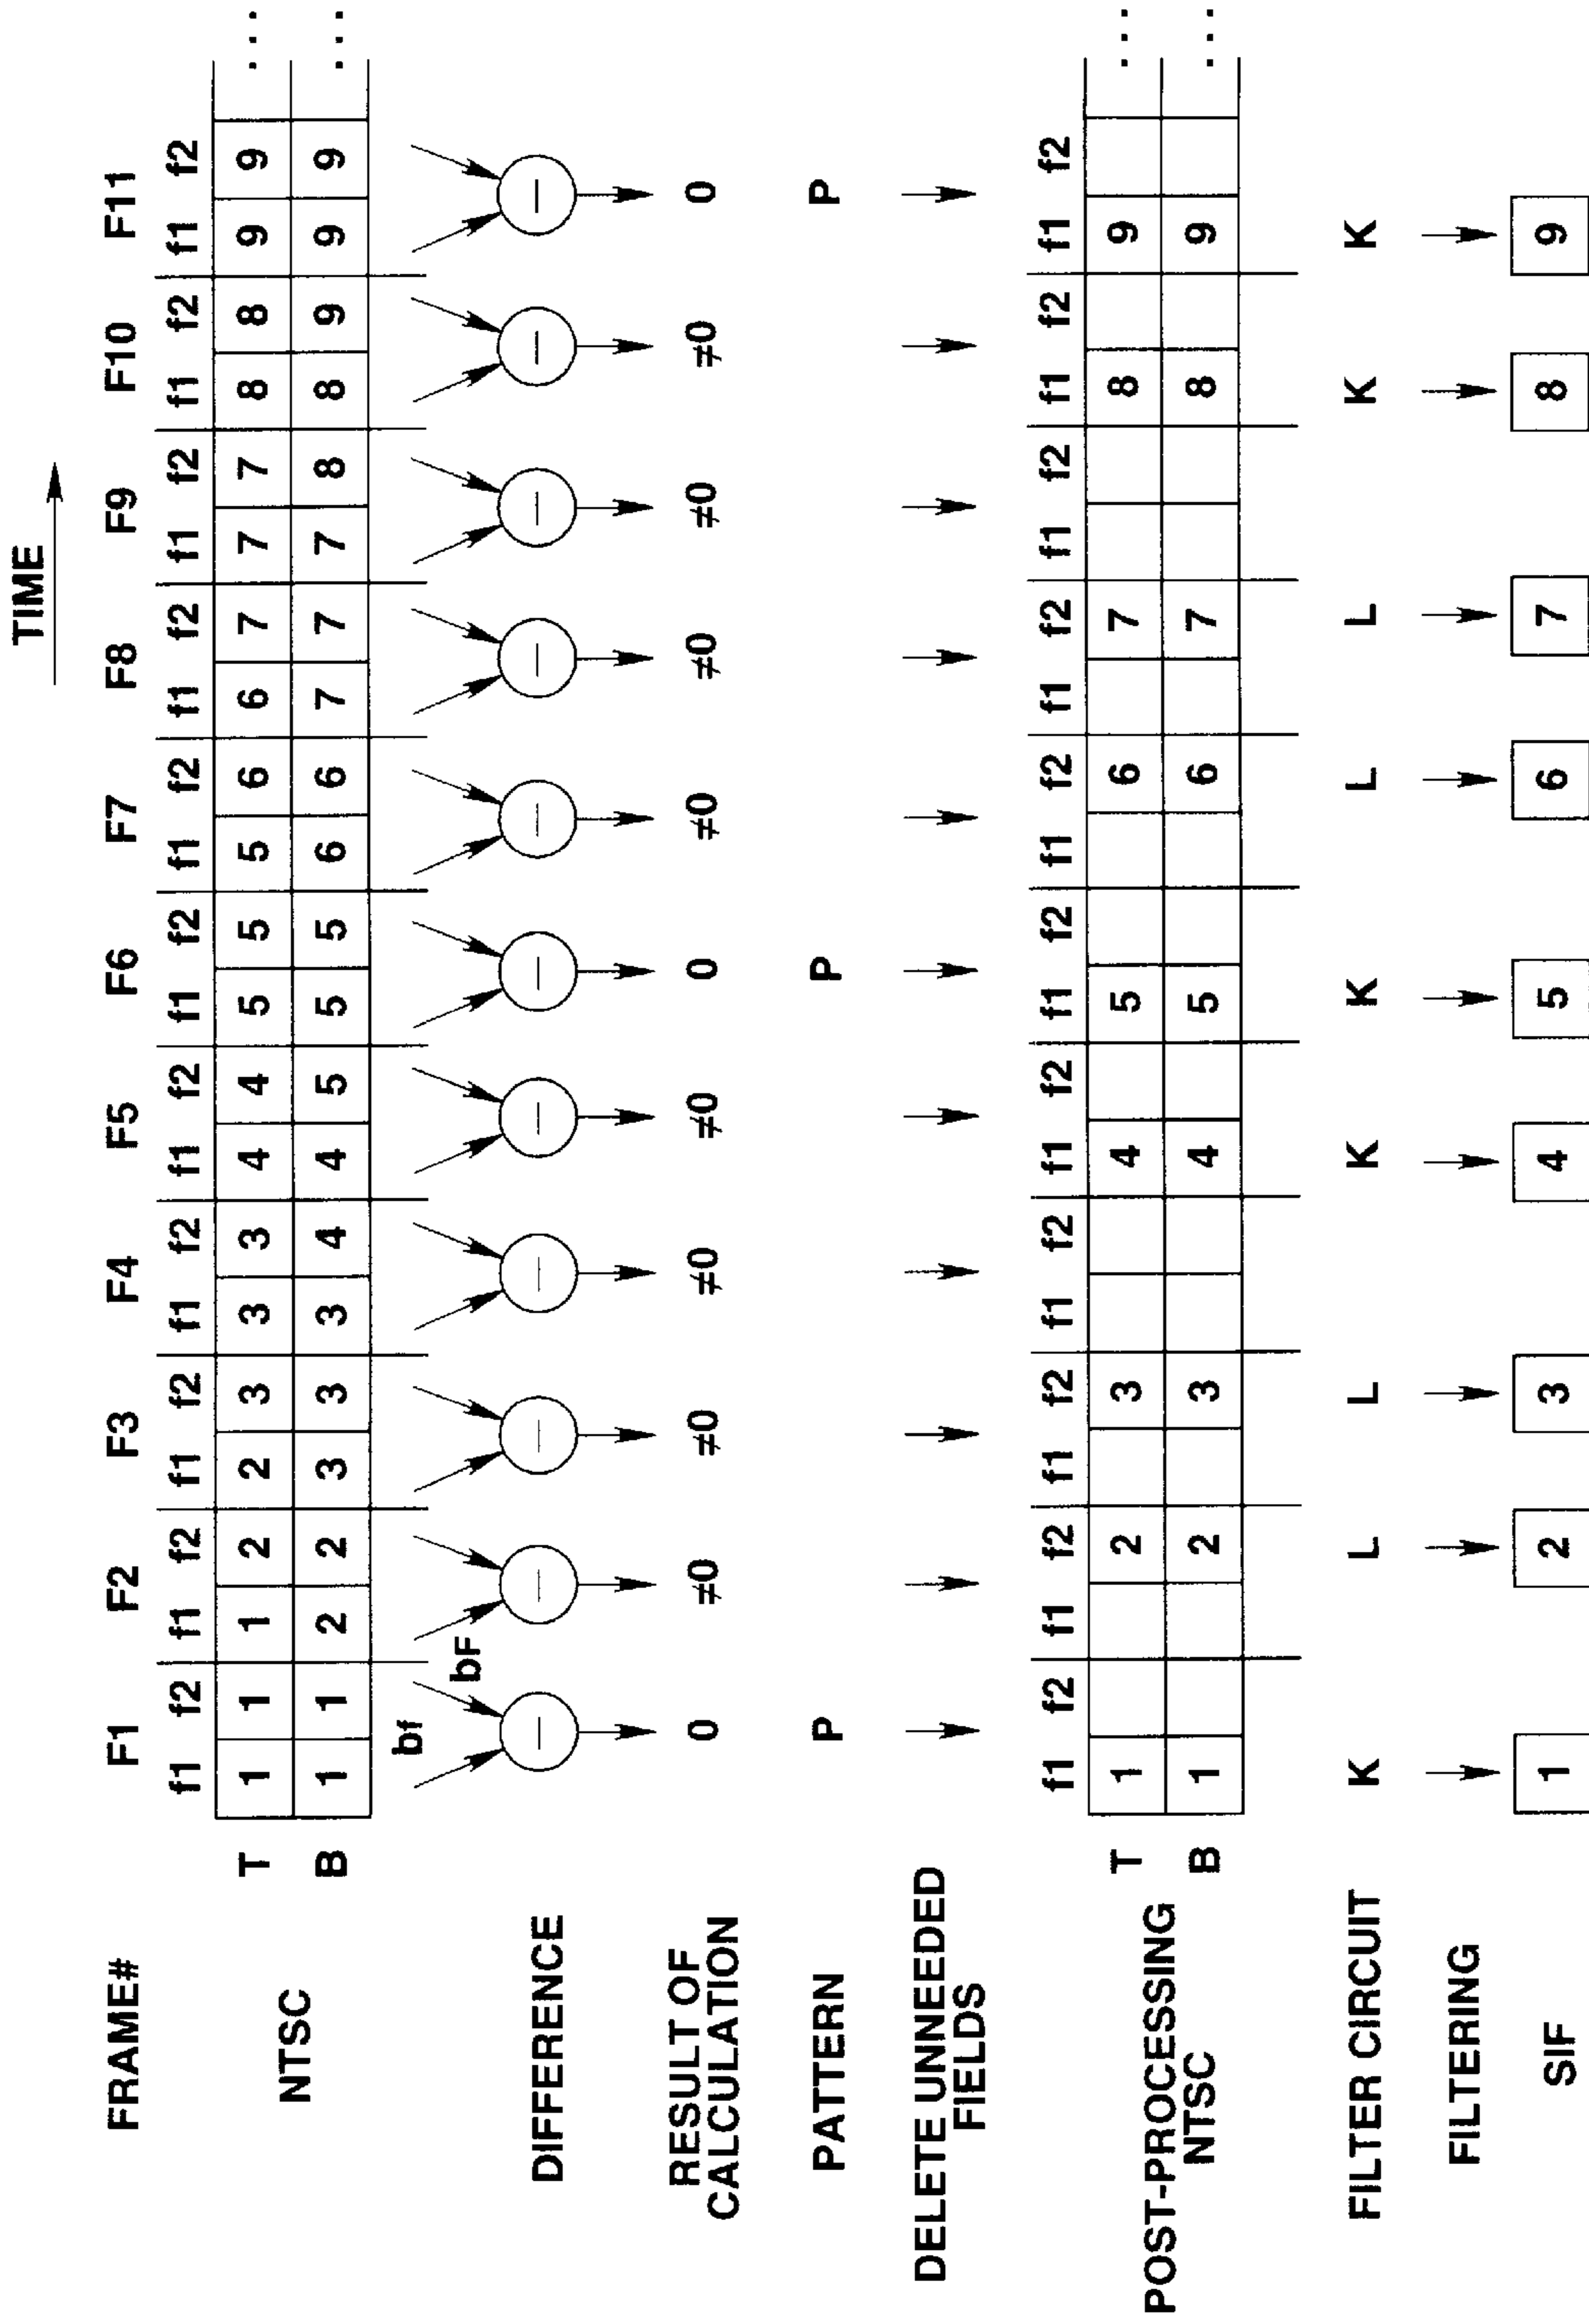 TIME
FRAME# F1 F2 F3 F4 F5 F6 F7 F8 F9 F10 F11
f1 f2 f1 f2 f1 f2 f1 f2 f1 f2 f1 f2 f1 f2 f1 f2 f1 f2 f1 f2 f1 f2
NTSC
T 1 1 1 2 2 3 3 3 4 4 5 5 5 6 6 7 7 7 8 8 9 9 ...
B 1 1 2 2 3 3 3 4 4 5 5 5 6 6 7 7 7 8 8 9 9 9 ...
bf bF
DIFFERENCE − − − − − − − − − − −
RESULT OF
CALCULATION
0 ≠0 ≠0 ≠0 ≠0 0 ≠0 ≠0 ≠0 ≠0 0
PATTERN P P P
DELETE UNNEEDED
FIELDS
f1 f2 f1 f2 f1 f2 f1 f2 f1 f2 f1 f2 f1 f2 f1 f2 f1 f2 f1 f2 f1 f2
POST-PROCESSING
NTSC
T 1 2 3 4 5 6 7 8 9 ...
B 1 2 3 4 5 6 7 8 9 ...
FILTER CIRCUIT K L L K K L L K K
FILTERING
SIF 1 2 3 4 5 6 7 8 9